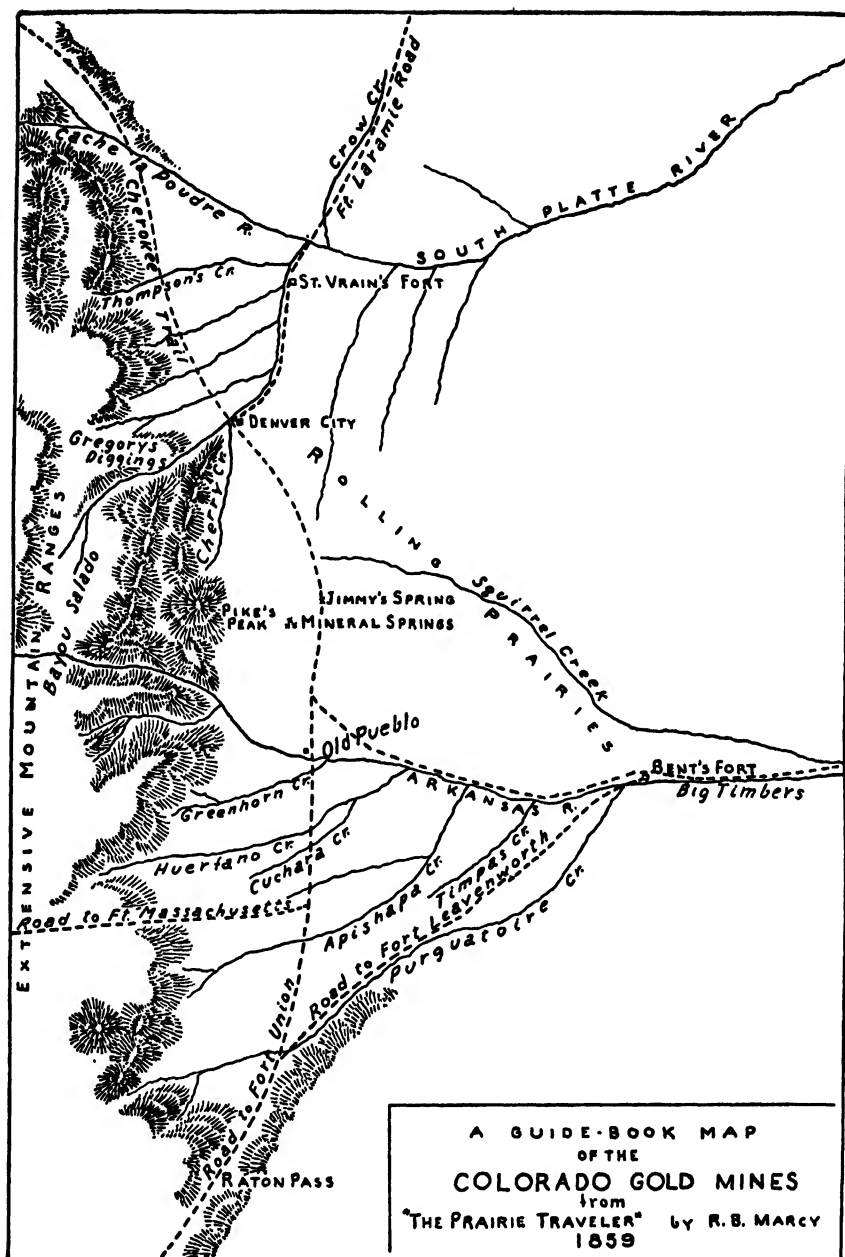 Crow Cr.
Ft. Laramie Road
Cache la Poudre R.
Cherokee Trail
SOUTH PLATTE RIVER
Thompson's Cr.
ST. VRAIN'S FORT
DENVER CITY
Gregorys
Diggings
Cherry Cr.
ROLLING PRAIRIES
Squirrel Creek
EXTRENSIVE MOUNTAIN RANGES
Bayou Salado
PIKE'S
PEAK
JIMMY'S SPRING
MINERAL SPRINGS
Old Pueblo
ARKANSAS R.
BENT'S FORT
Big Timbers
Greenhorn Cr.
Huerfano Cr.
Cuchara Cr.
Timpas Cr.
Apishapa Cr.
Road to Ft. Massachusetts
Road to Fort Leavenworth
Purguatoire Cr.
Road to Fort Union
RATON PASS
A GUIDE-BOOK MAP
OF THE
COLORADO GOLD MINES
from
"THE PRAIRIE TRAVELER" by R.B. MARCY
1859